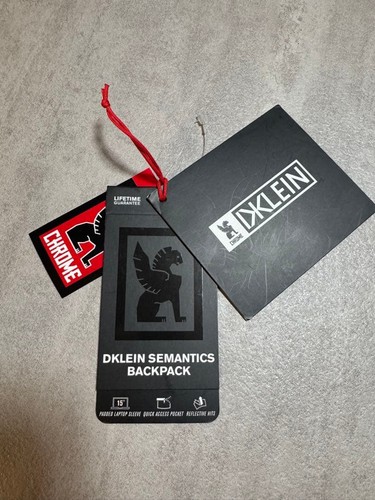 LIFETIME
GUARANTEE
DKLEIN
CHROME
CHROME
DKLEIN SEMANTICS
BACKPACK
15"
PADDED LAPTOP SLEEVE QUICK ACCESS POCKET REFLECTIVE HITS